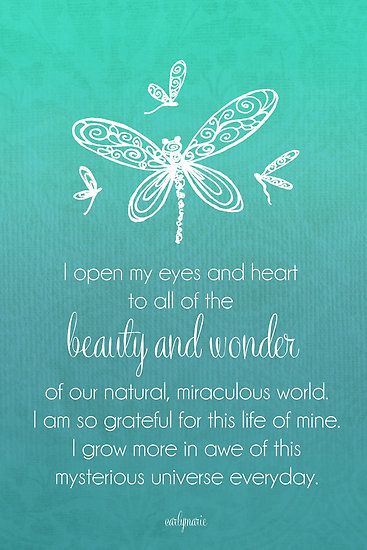 I open my eyes and heart
to all of the
beauty and wonder
of our natural, miraculous world.
I am so grateful for this life of mine.
I grow more in awe of this
mysterious universe everyday.
carlymarie